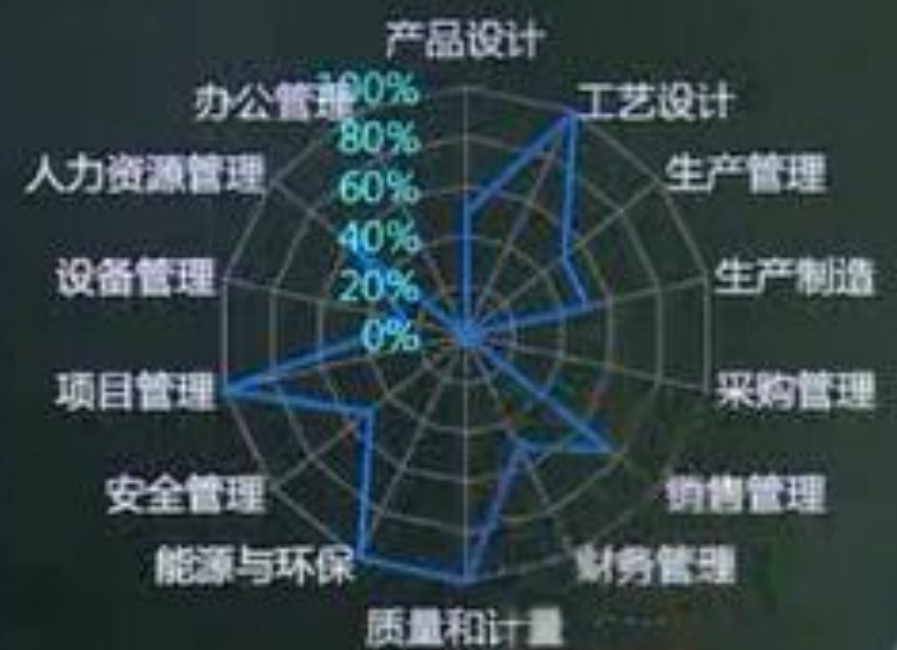 产品设计
工艺设计
生产管理
生产制造
采购管理
销售管理
财务管理
质量和计量
能源与环保
安全管理
项目管理
设备管理
人力资源管理
办公管理
100%
80%
60%
40%
20%
0%